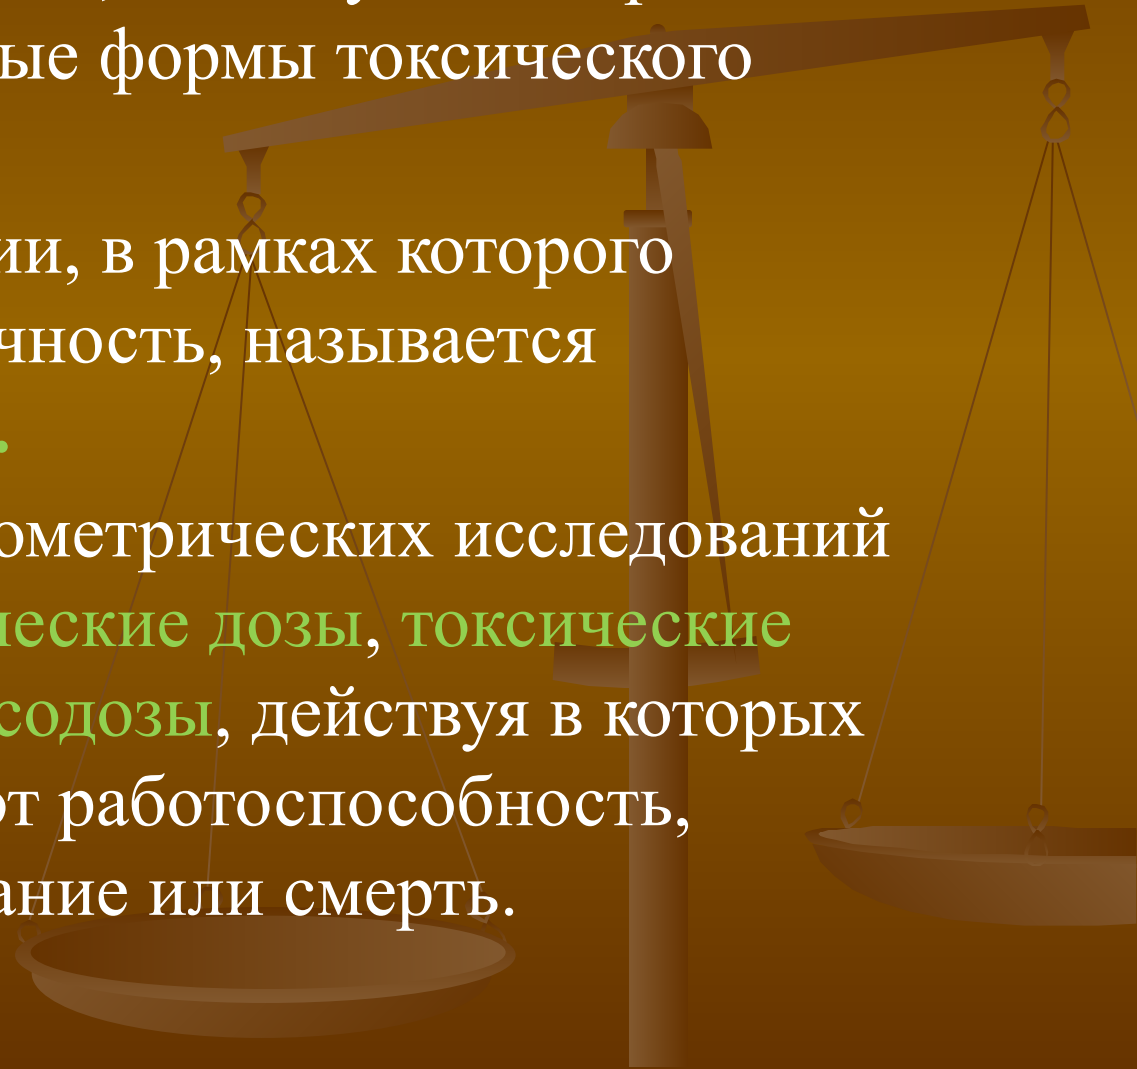 ые формы токсического
ии, в рамках которого
чность, называется
.
ометрических исследований
ческие дозы, токсические
содозы, действуя в которых
от работоспособность,
ание или смерть.